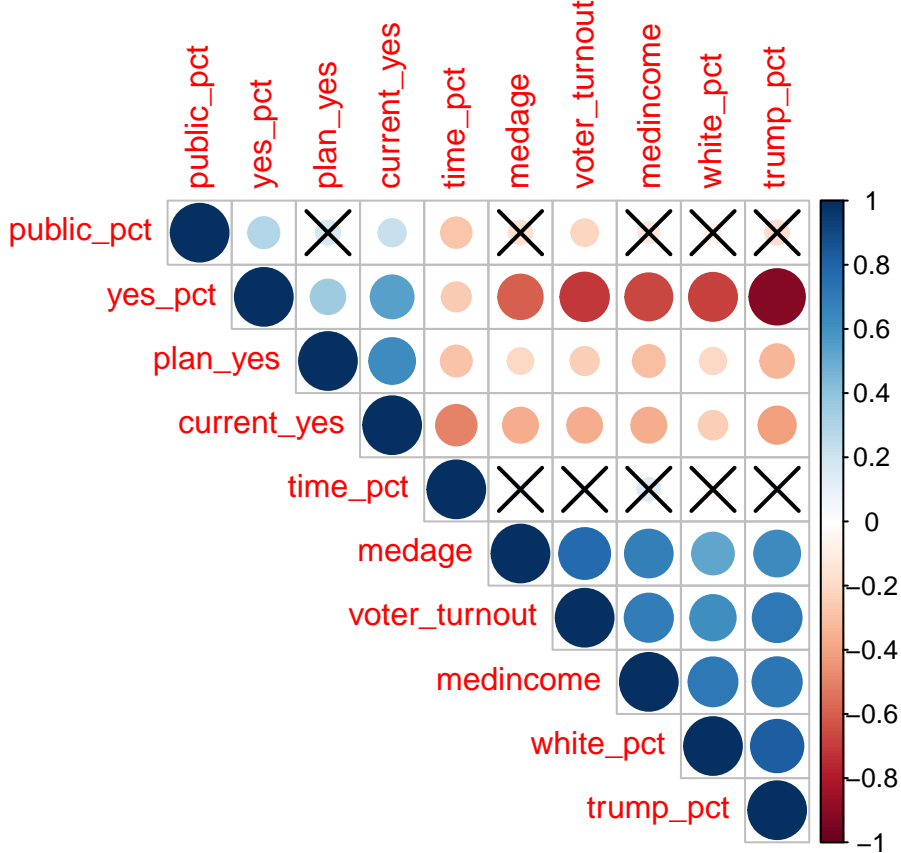 public_pct
yes_pct
plan_yes
current_yes
time_pct
medage
voter_turnout
medincome
white_pct
trump_pct
public_pct
yes_pct
plan_yes
current_yes
time_pct
medage
voter_turnout
medincome
white_pct
trump_pct
1
0.8
0.6
0.4
0.2
0
−0.2
−0.4
−0.6
−0.8
−1